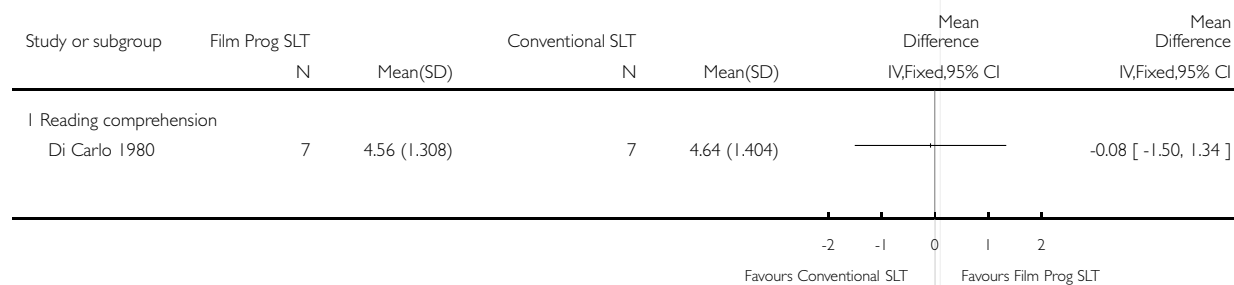 Study or subgroup Film Prog SLT Conventional SLT Mean Difference Mean Difference
N Mean(SD) N Mean(SD) IV,Fixed,95% CI IV,Fixed,95% CI
1 Reading comprehension
Di Carlo 1980 7 4.56 (1.308) 7 4.64 (1.404) -0.08 [ -1.50, 1.34 ]
-2 -1 0 1 2
Favours Conventional SLT Favours Film Prog SLT